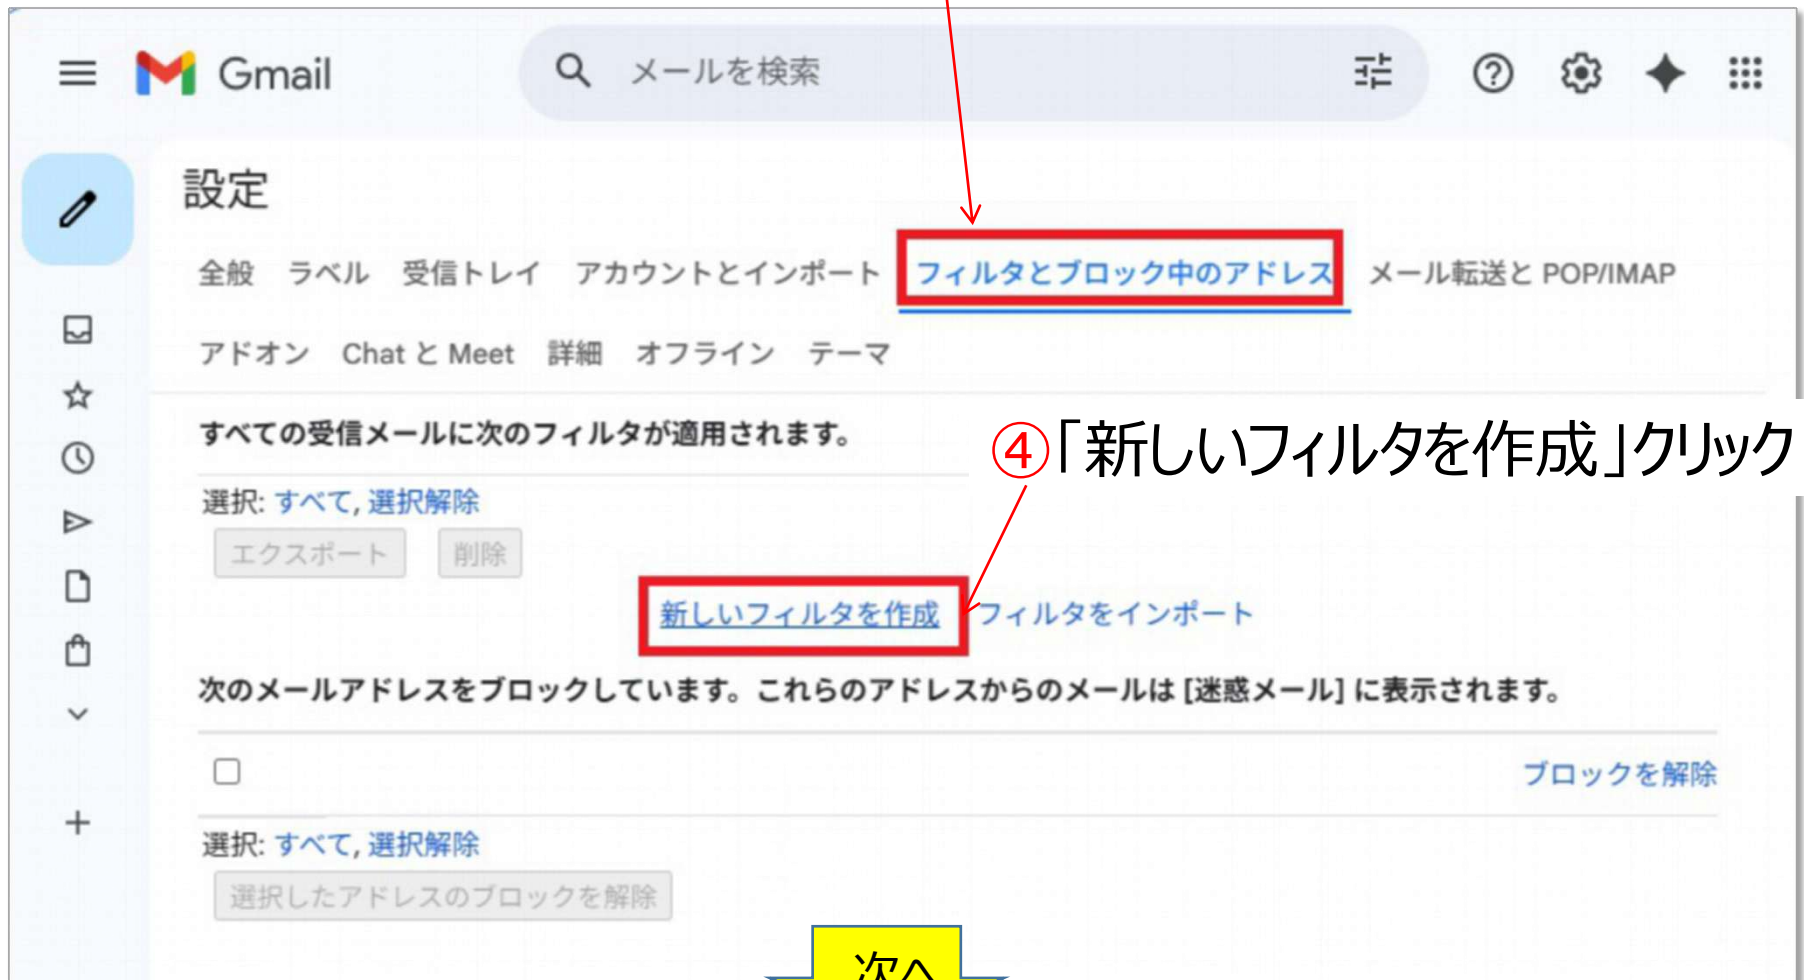 Gmail
メールを検索
設定
全般 ラベル 受信トレイ アカウントとインポート フィルタとブロック中のアドレス メール転送と POP/IMAP
アドオン Chat と Meet 詳細 オフライン テーマ
すべての受信メールに次のフィルタが適用されます。
④「新しいフィルタを作成」クリック
選択: すべて, 選択解除
エクスポート 削除
新しいフィルタを作成 フィルタをインポート
次のメールアドレスをブロックしています。これらのアドレスからのメールは [迷惑メール] に表示されます。
ブロックを解除
選択: すべて, 選択解除
選択したアドレスのブロックを解除
次へ